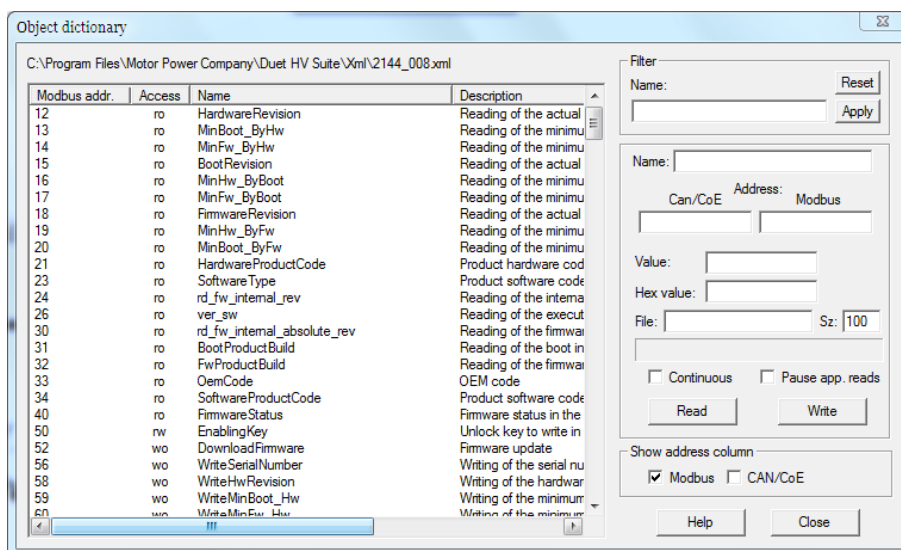 Object dictionary
C:\Program Files\Motor Power Company\Duet HV Suite\Xml\2144_008.xml
Modbus addr. Access Name Description
12 ro HardwareRevision Reading of the actual
13 ro MinBoot_ByHw Reading of the minimu
14 ro MinFw_ByHw Reading of the minimu
15 ro BootRevision Reading of the actual
16 ro MinHw_ByBoot Reading of the minimu
17 ro MinFw_ByBoot Reading of the minimu
18 ro FirmwareRevision Reading of the actual
19 ro MinHw_ByFw Reading of the minimu
20 ro MinBoot_ByFw Reading of the minimu
21 ro HardwareProductCode Product hardware cod
23 ro SoftwareType Product software code
24 ro rd_fw_internal_rev Reading of the interna
26 ro ver_sw Reading of the execut
30 ro rd_fw_internal_absolute_rev Reading of the firmwar
31 ro BootProductBuild Reading of the boot in
32 ro FwProductBuild Reading of the firmwar
33 ro OemCode OEM code
34 ro SoftwareProductCode Product software code
40 ro FirmwareStatus Firmware status in the
50 rw EnablingKey Unlock key to write in
52 wo DownloadFirmware Firmware update
56 wo WriteSerialNumber Writing of the serial nu
58 wo WriteHwRevision Writing of the hardwar
59 wo WriteMinBoot_Hw Writing of the minimum
60 wo WriteMinFw_Hw Writing of the minimum
Filter
Name: Reset
Apply
Name:
Address:
Can/CoE Modbus
Value:
Hex value:
File: Sz: 100
Continuous Pause app. reads
Read Write
Show address column
Modbus CAN/CoE
Help Close